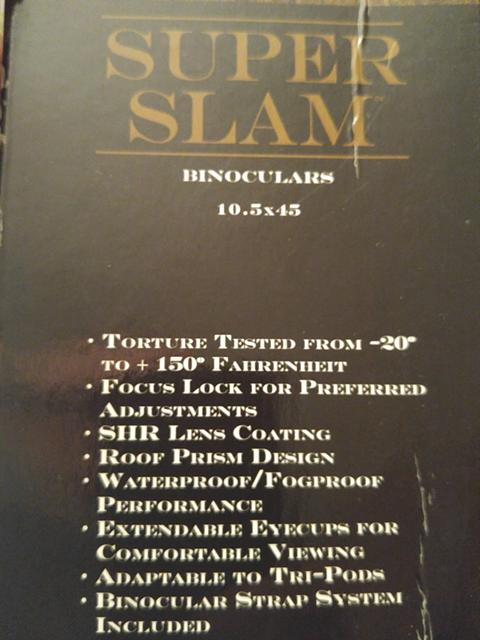 SUPER
SLAM™
BINOCULARS
10.5x45
• TORTURE TESTED FROM -20°
TO + 150° FAHRENHEIT
• FOCUS LOCK FOR PREFERRED
ADJUSTMENTS
• SHR LENS COATING
• ROOF PRISM DESIGN
• WATERPROOF/FOGPROOF
PERFORMANCE
• EXTENDABLE EYECUPS FOR
COMFORTABLE VIEWING
• ADAPTABLE TO TRI-PODS
• BINOCULAR STRAP SYSTEM
INCLUDED